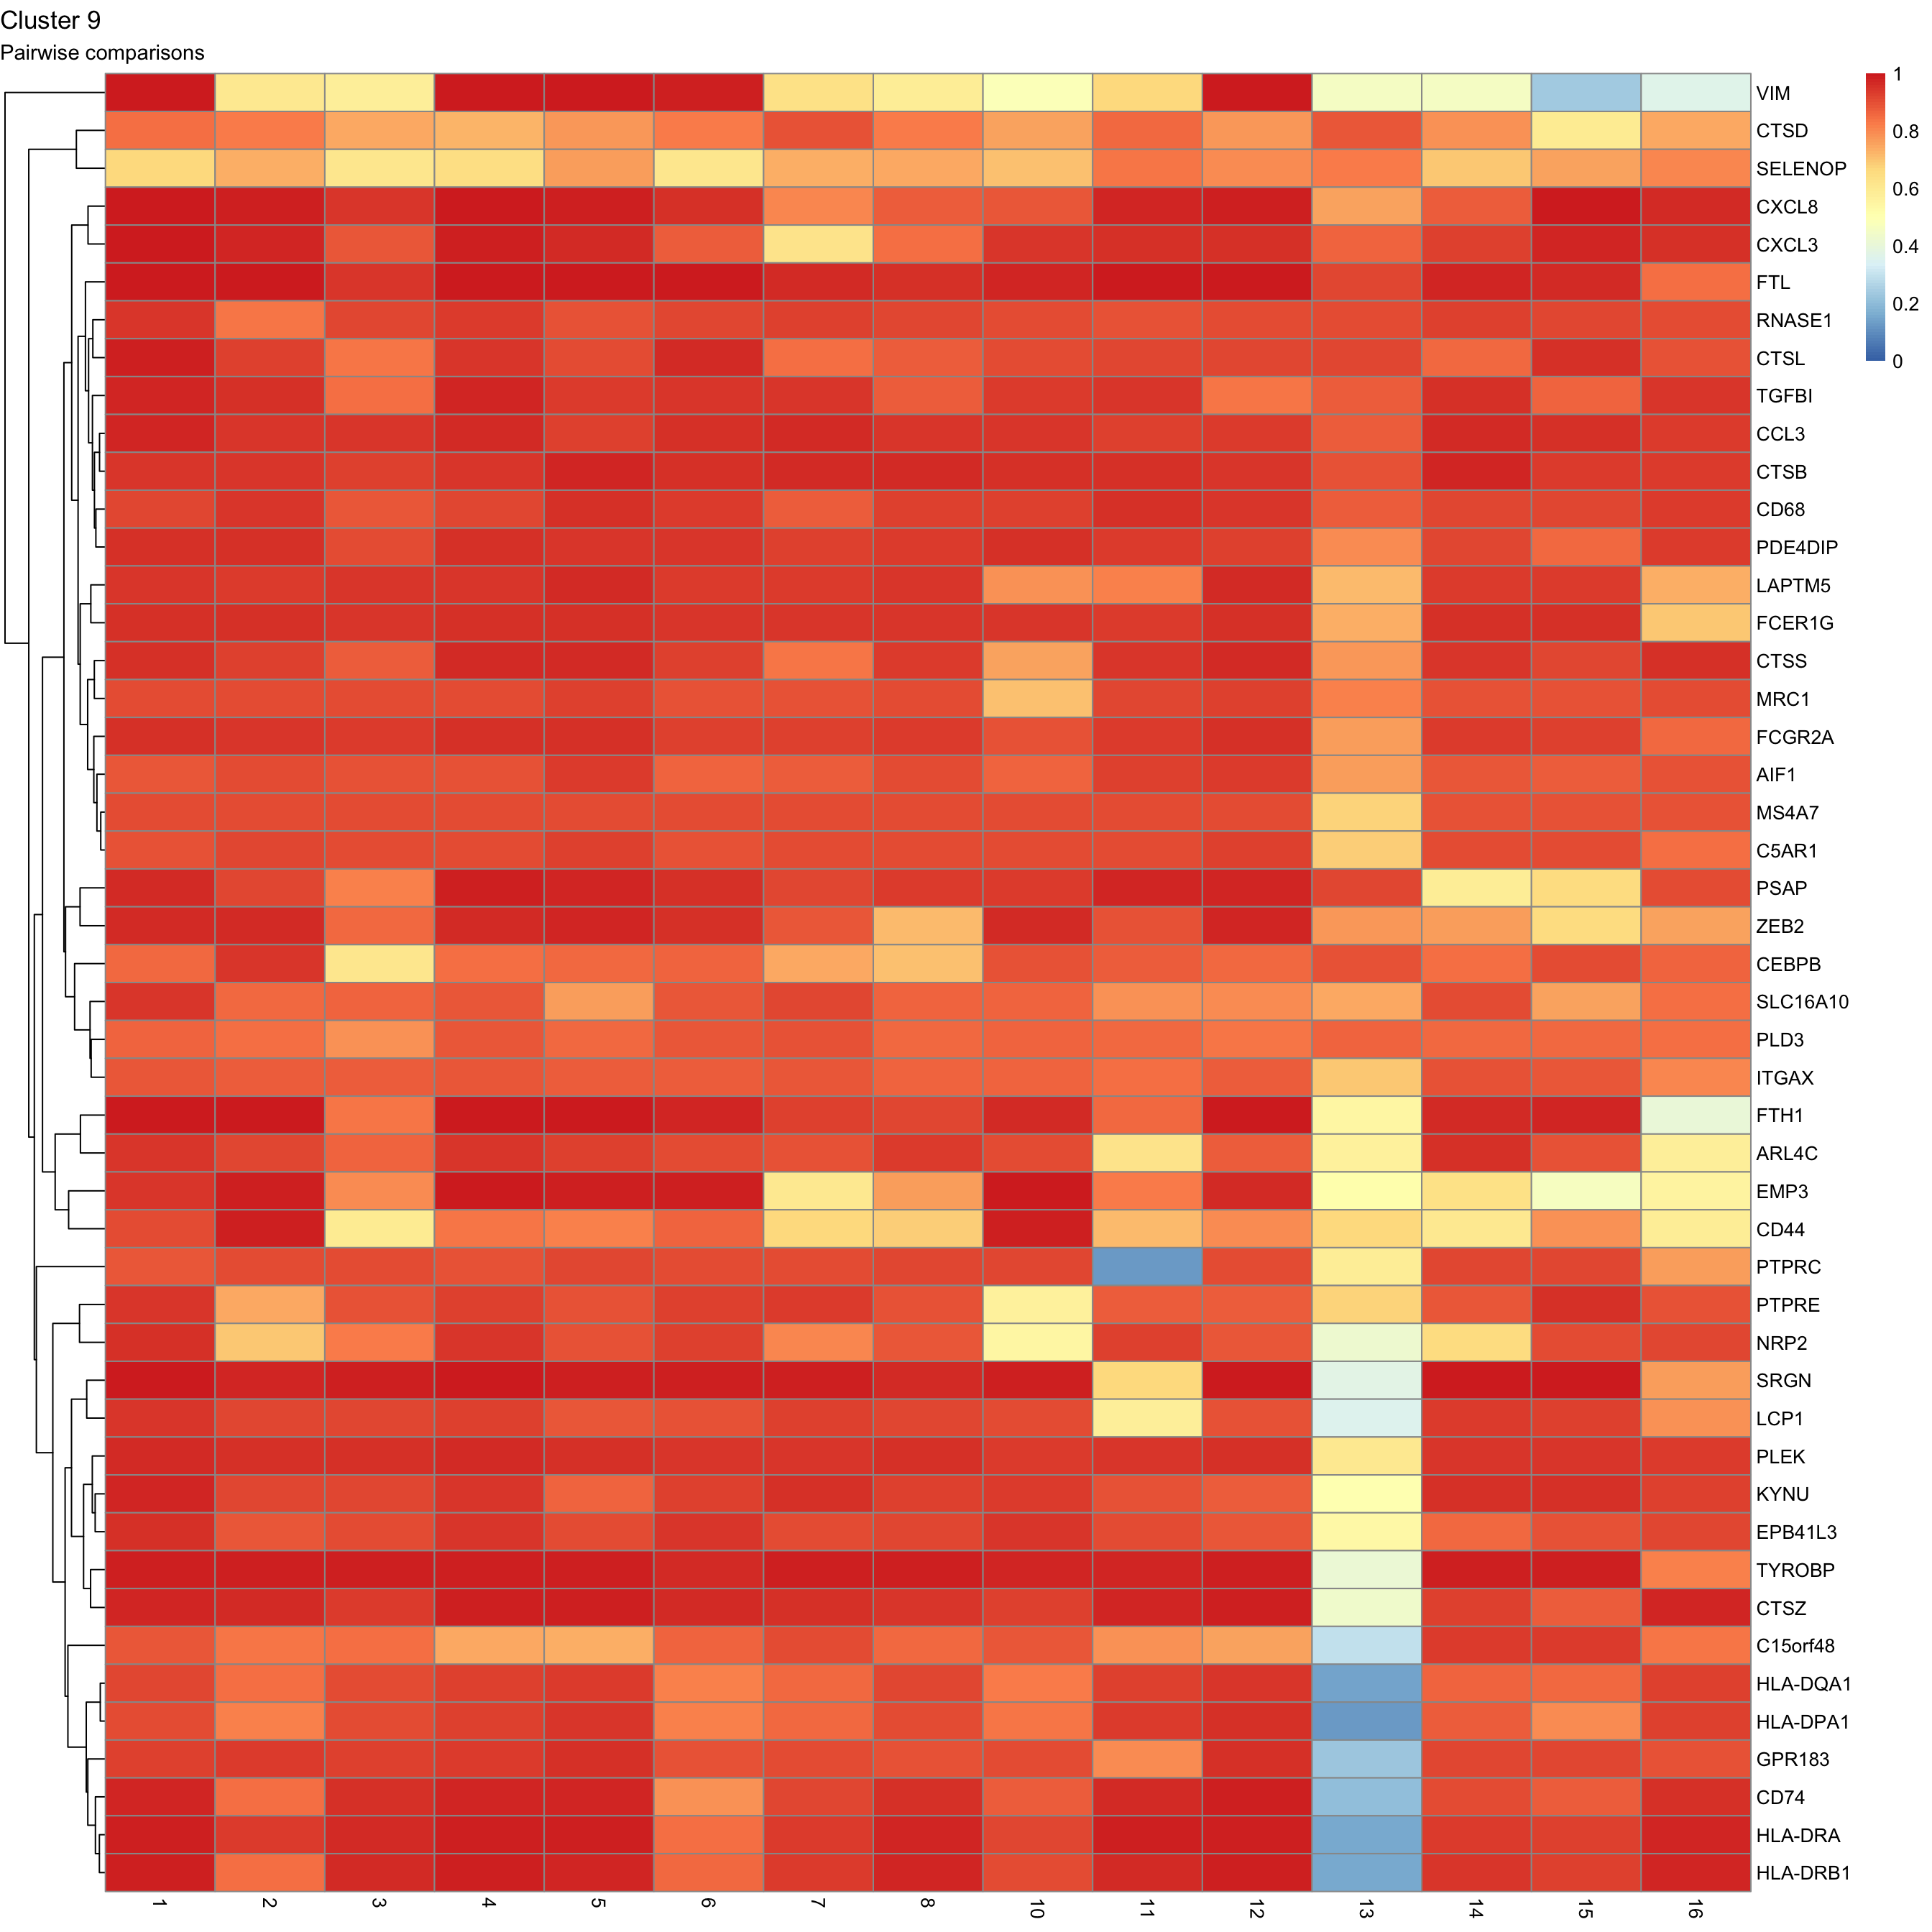 Cluster 9
Pairwise comparisons
1
0.8
0.6
0.4
0.2
0
VIM
CTSD
SELENOP
CXCL8
CXCL3
FTL
RNASE1
CTSL
TGFBI
CCL3
CTSB
CD68
PDE4DIP
LAPTM5
FCER1G
CTSS
MRC1
FCGR2A
AIF1
MS4A7
C5AR1
PSAP
ZEB2
CEBPB
SLC16A10
PLD3
ITGAX
FTH1
ARL4C
EMP3
CD44
PTPRC
PTPRE
NRP2
SRGN
LCP1
PLEK
KYNU
EPB41L3
TYROBP
CTSZ
C15orf48
HLA-DQA1
HLA-DPA1
GPR183
CD74
HLA-DRA
HLA-DRB1
1 2 3 4 5 6 7 8 10 11 12 13 14 15 16